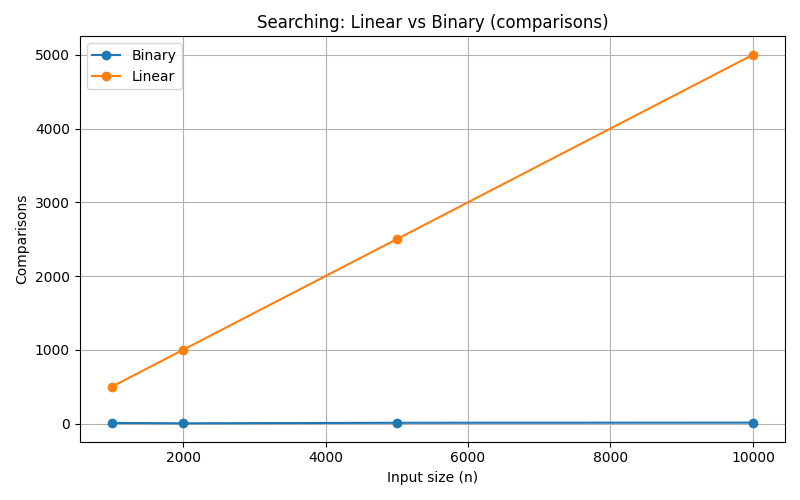 Searching: Linear vs Binary (comparisons)
Binary
Linear
5000
4000
3000
2000
1000
0
Comparisons
2000 4000 6000 8000 10000
Input size (n)